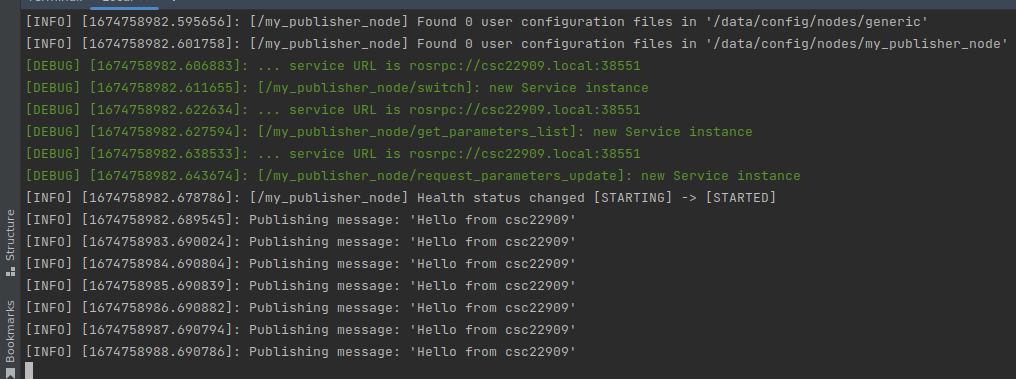 [INFO] [1674758982.595656]: [/my_publisher_node] Found 0 user configuration files in '/data/config/nodes/generic'
[INFO] [1674758982.601758]: [/my_publisher_node] Found 0 user configuration files in '/data/config/nodes/my_publisher_node'
[DEBUG] [1674758982.606883]: ... service URL is rosrpc://csc22909.local:38551
[DEBUG] [1674758982.611655]: [/my_publisher_node/switch]: new Service instance
[DEBUG] [1674758982.622634]: ... service URL is rosrpc://csc22909.local:38551
[DEBUG] [1674758982.627594]: [/my_publisher_node/get_parameters_list]: new Service instance
[DEBUG] [1674758982.638533]: ... service URL is rosrpc://csc22909.local:38551
[DEBUG] [1674758982.643674]: [/my_publisher_node/request_parameters_update]: new Service instance
[INFO] [1674758982.678786]: [/my_publisher_node] Health status changed [STARTING] -> [STARTED]
[INFO] [1674758982.689545]: Publishing message: 'Hello from csc22909'
[INFO] [1674758983.690024]: Publishing message: 'Hello from csc22909'
[INFO] [1674758984.690804]: Publishing message: 'Hello from csc22909'
[INFO] [1674758985.690839]: Publishing message: 'Hello from csc22909'
[INFO] [1674758986.690882]: Publishing message: 'Hello from csc22909'
[INFO] [1674758987.690794]: Publishing message: 'Hello from csc22909'
[INFO] [1674758988.690786]: Publishing message: 'Hello from csc22909'
Structure
Bookmarks